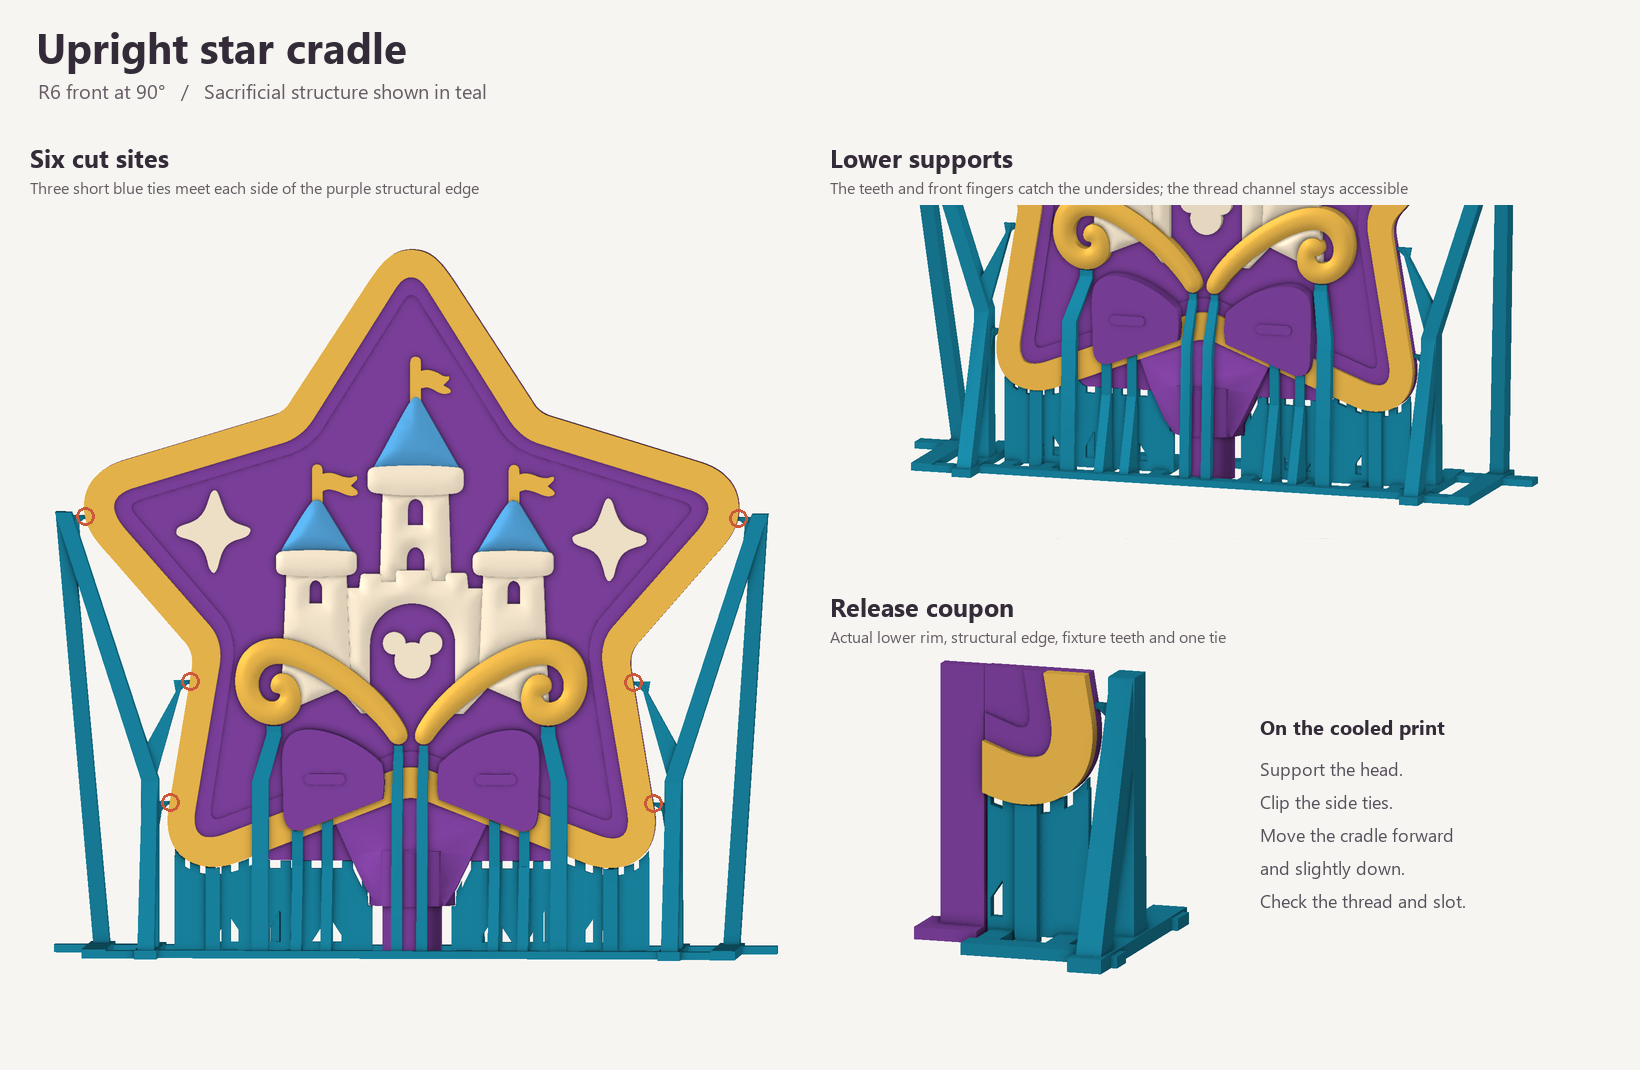 Upright star cradle
R6 front at 90° / Sacrificial structure shown in teal
Six cut sites
Three short blue ties meet each side of the purple structural edge
Lower supports
The teeth and front fingers catch the undersides; the thread channel stays accessible
Release coupon
Actual lower rim, structural edge, fixture teeth and one tie
On the cooled print
Support the head.
Clip the side ties.
Move the cradle forward
and slightly down.
Check the thread and slot.